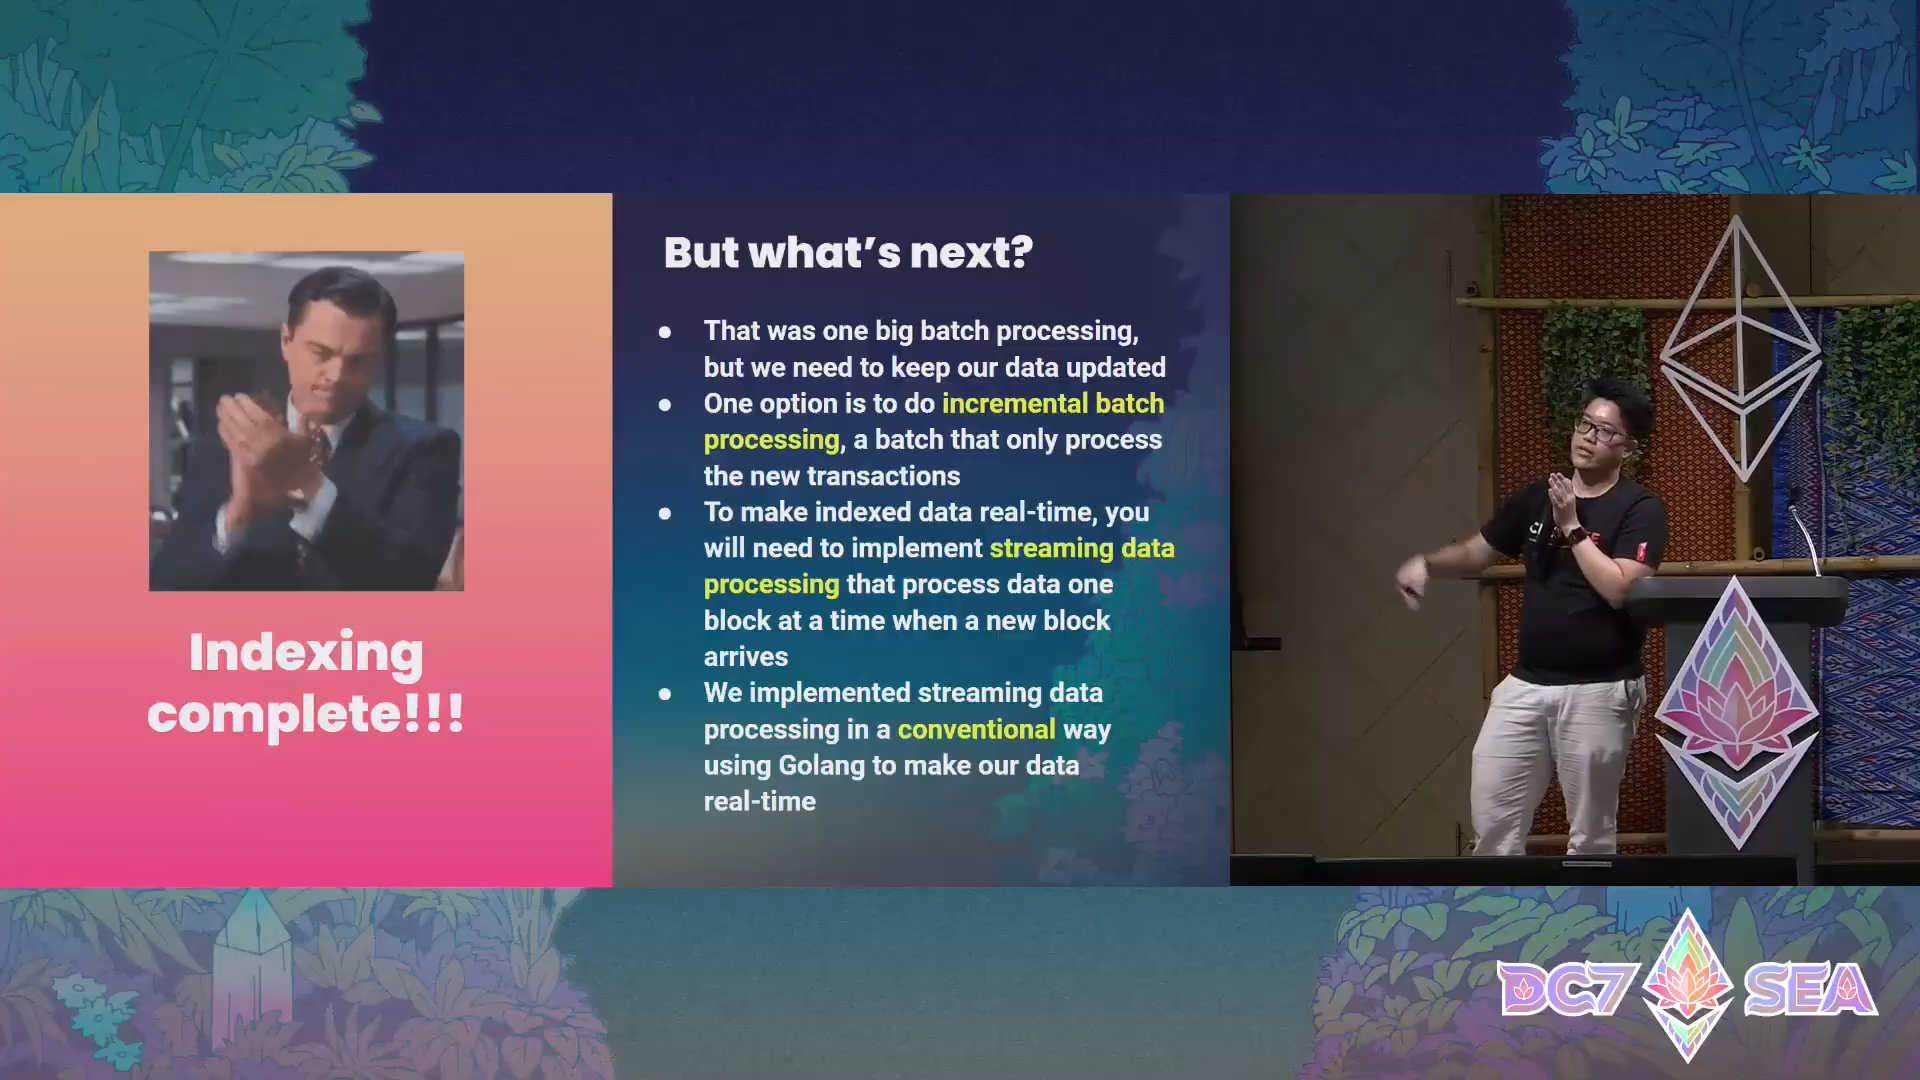 Indexing
complete!!!
But what's next?
● That was one big batch processing,
but we need to keep our data updated
● One option is to do incremental batch
processing, a batch that only process
the new transactions
● To make indexed data real-time, you
will need to implement streaming data
processing that process data one
block at a time when a new block
arrives
● We implemented streaming data
processing in a conventional way
using Golang to make our data
real-time
DC7 SEA